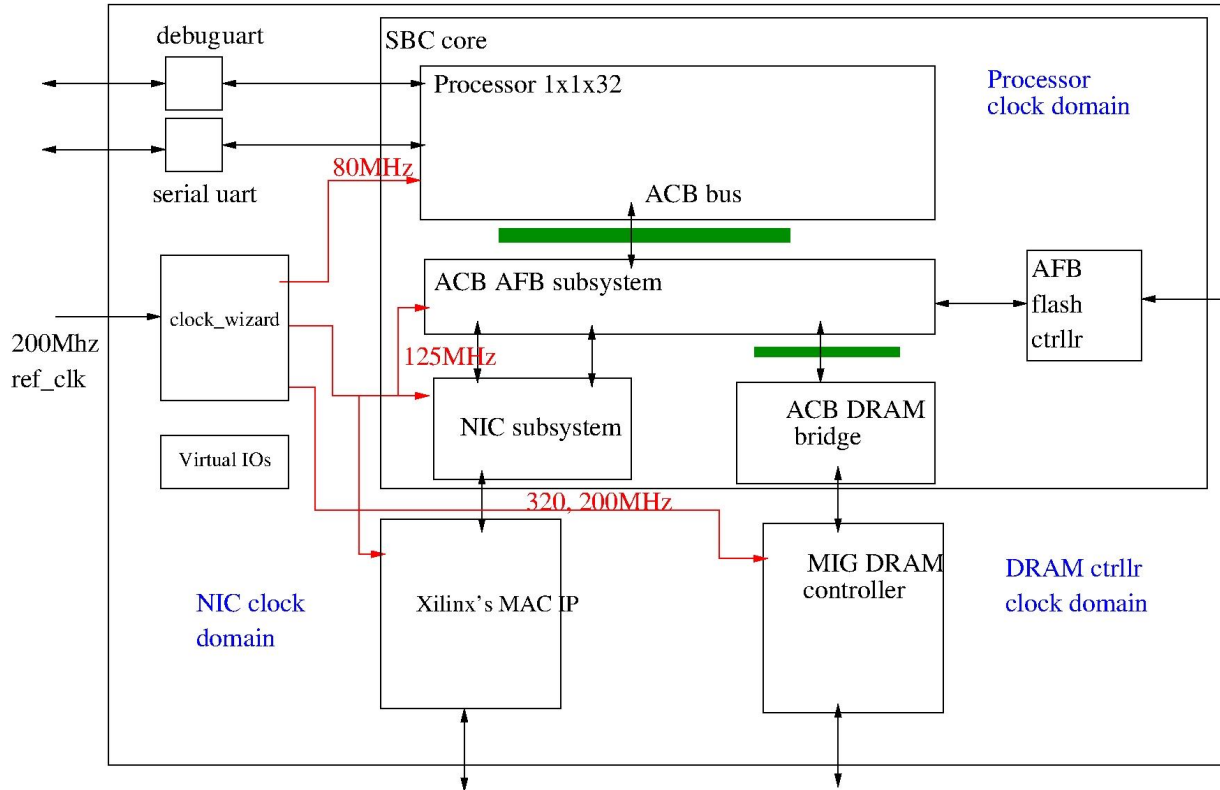 debuguart
SBC core
Processor 1x1x32
Processor
clock domain
80MHz
serial uart
ACB bus
ACB AFB subsystem
AFB
flash
ctrllr
clock_wizard
200Mhz
ref_clk
125MHz
NIC subsystem
ACB DRAM
bridge
Virtual IOs
320, 200MHz
MIG DRAM
controller
DRAM ctrllr
clock domain
NIC clock
domain
Xilinx's MAC IP